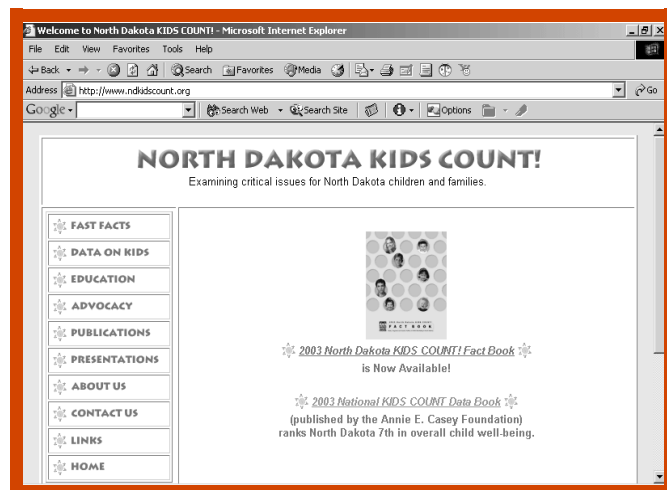 Welcome to North Dakota KIDS COUNT! - Microsoft Internet Explorer
File Edit View Favorites Tools Help
Back Search Favorites Media
Address http://www.ndkidscount.org Go
Google Search Web Search Site Options
NORTH DAKOTA KIDS COUNT!
Examining critical issues for North Dakota children and families.
FAST FACTS
DATA ON KIDS
EDUCATION
ADVOCACY
PUBLICATIONS
PRESENTATIONS
ABOUT US
CONTACT US
LINKS
HOME
FACT BOOK
2003 North Dakota KIDS COUNT! Fact Book
is Now Available!
2003 National KIDS COUNT Data Book
(published by the Annie E. Casey Foundation)
ranks North Dakota 7th in overall child well-being.